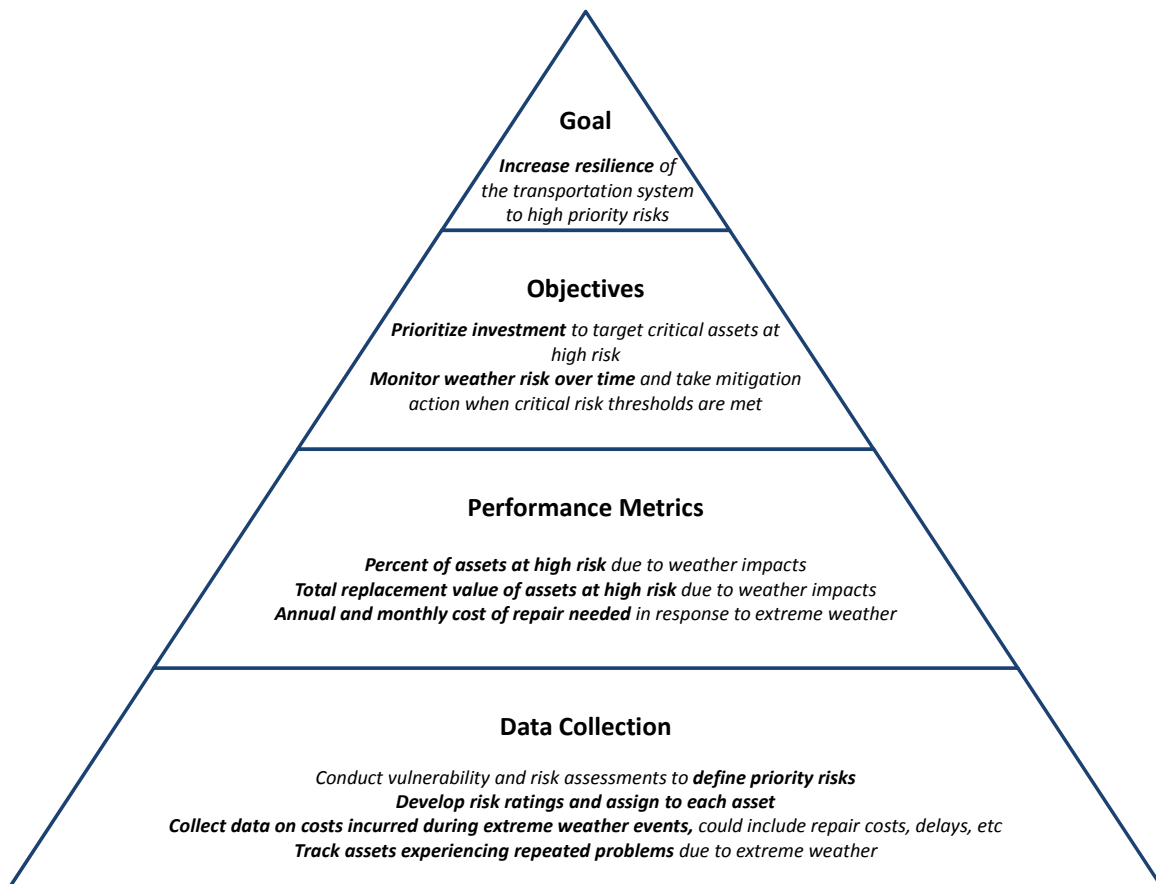 Goal
Increase resilience of
the transportation system
to high priority risks
Objectives
Prioritize investment to target critical assets at
high risk
Monitor weather risk over time and take mitigation
action when critical risk thresholds are met
Performance Metrics
Percent of assets at high risk due to weather impacts
Total replacement value of assets at high risk due to weather impacts
Annual and monthly cost of repair needed in response to extreme weather
Data Collection
Conduct vulnerability and risk assessments to define priority risks
Develop risk ratings and assign to each asset
Collect data on costs incurred during extreme weather events, could include repair costs, delays, etc
Track assets experiencing repeated problems due to extreme weather